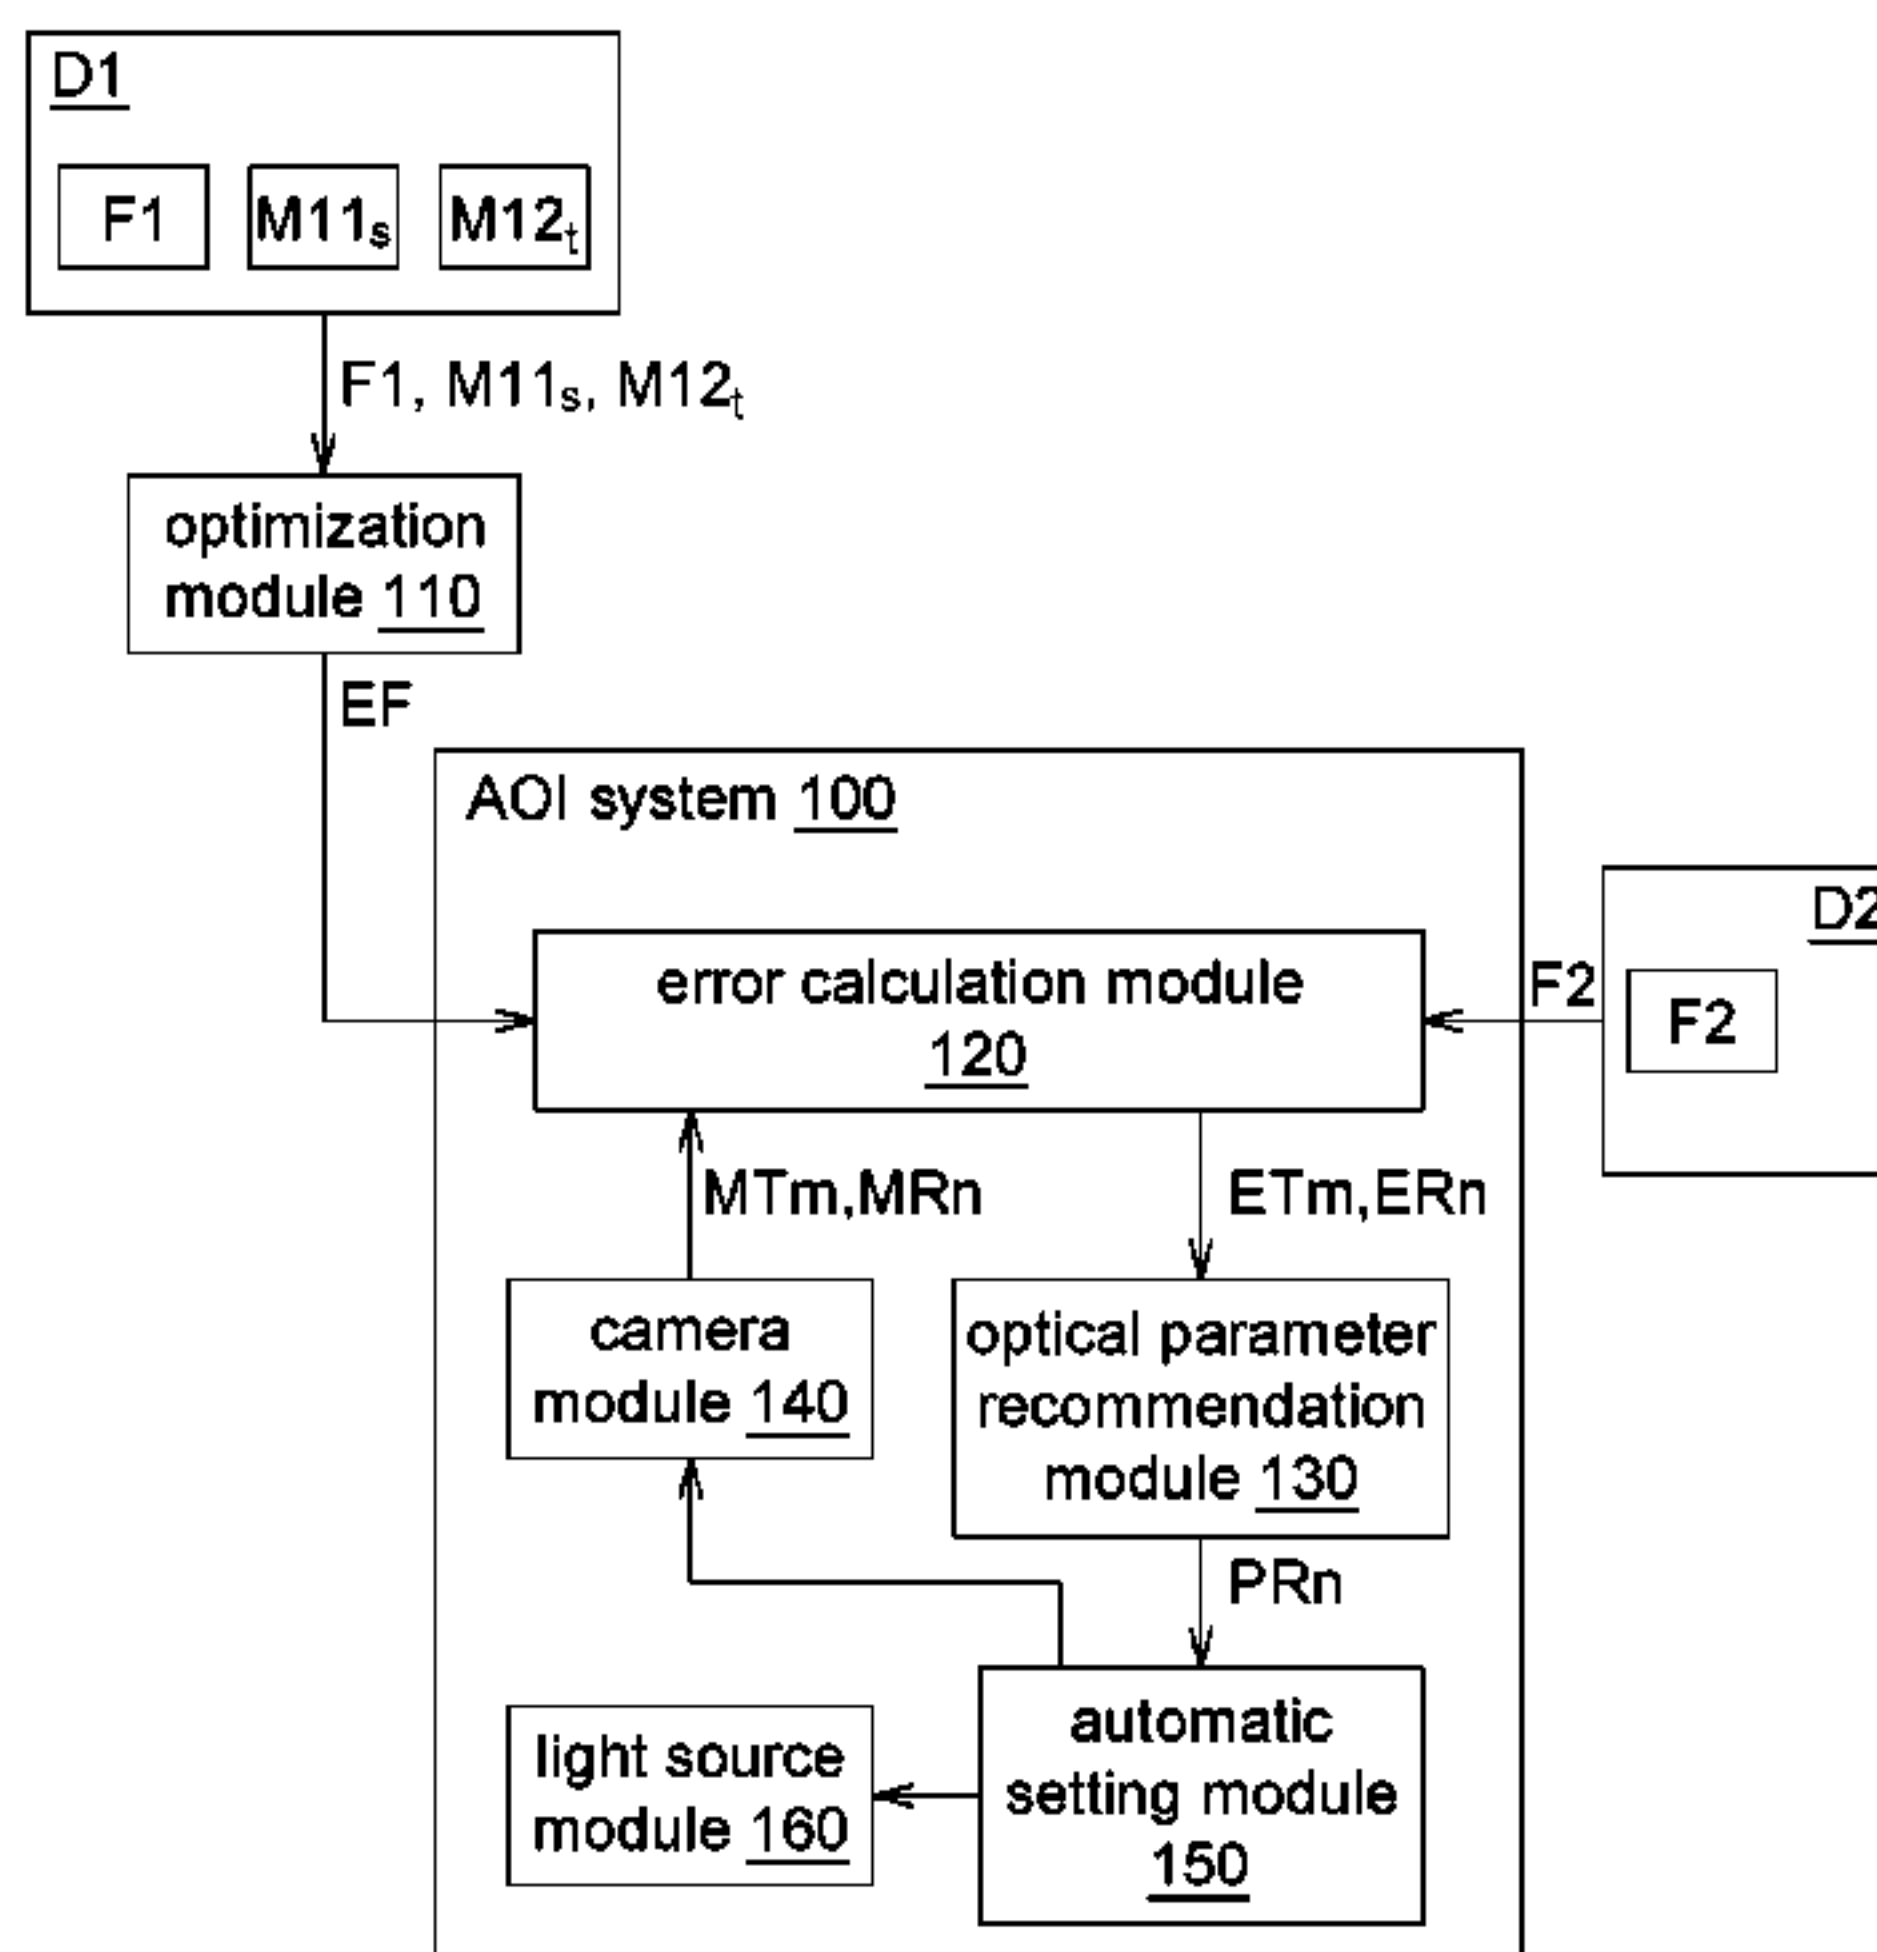 D1
F1 M11s M12t
F1, M11s, M12t
optimization
module 110
EF
AOI system 100
D2
error calculation module
120
F2
F2
MTm,MRn
ETm,ERn
camera
module 140
optical parameter
recommendation
module 130
PRn
light source
module 160
automatic
setting module
150